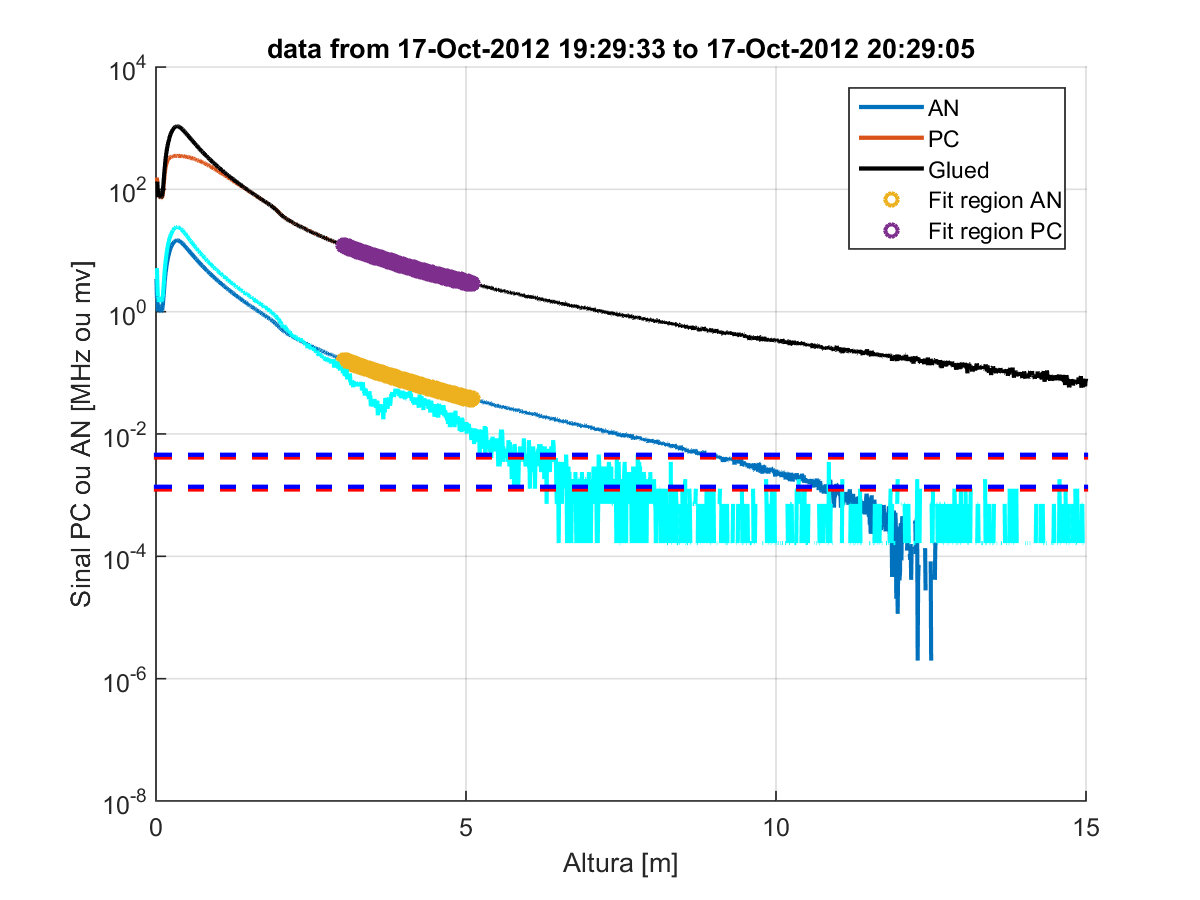 data from 17-Oct-2012 19:29:33 to 17-Oct-2012 20:29:05
AN
PC
Glued
Fit region AN
Fit region PC
Sinal PC ou AN [MHz ou mv]
10^4
10^2
10^0
10^-2
10^-4
10^-6
10^-8
0 5 10 15
Altura [m]